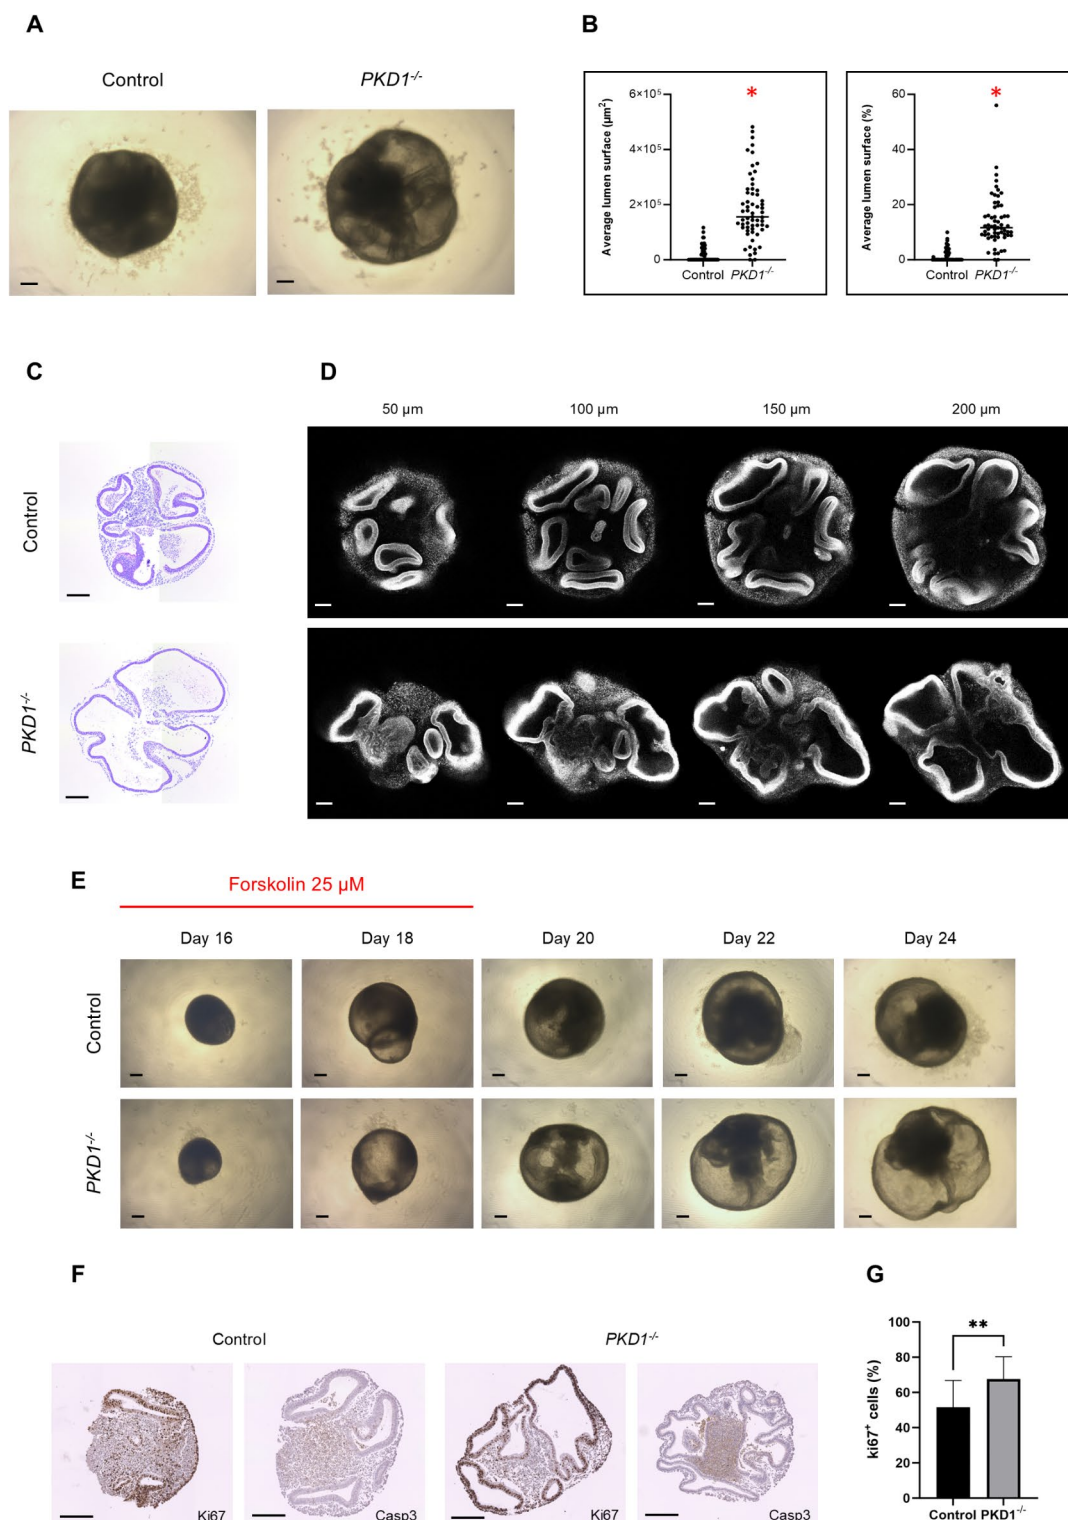 A
Control
PKD1-/-
B
Average lumen surface (µm2)
6×10⁵
4×10⁵
2×10⁵
0
*
Control PKD1-/-
Average lumen surface (%)
60
40
20
0
*
Control PKD1-/-
C
Control
PKD1-/-
D
50 µm 100 µm 150 µm 200 µm
E
Forskolin 25 µM
Day 16 Day 18 Day 20 Day 22 Day 24
Control
PKD1-/-
F
Control
PKD1-/-
Ki67 Casp3 Ki67 Casp3
G
ki67+ cells (%)
100
80
60
40
20
0
**
Control PKD1-/-